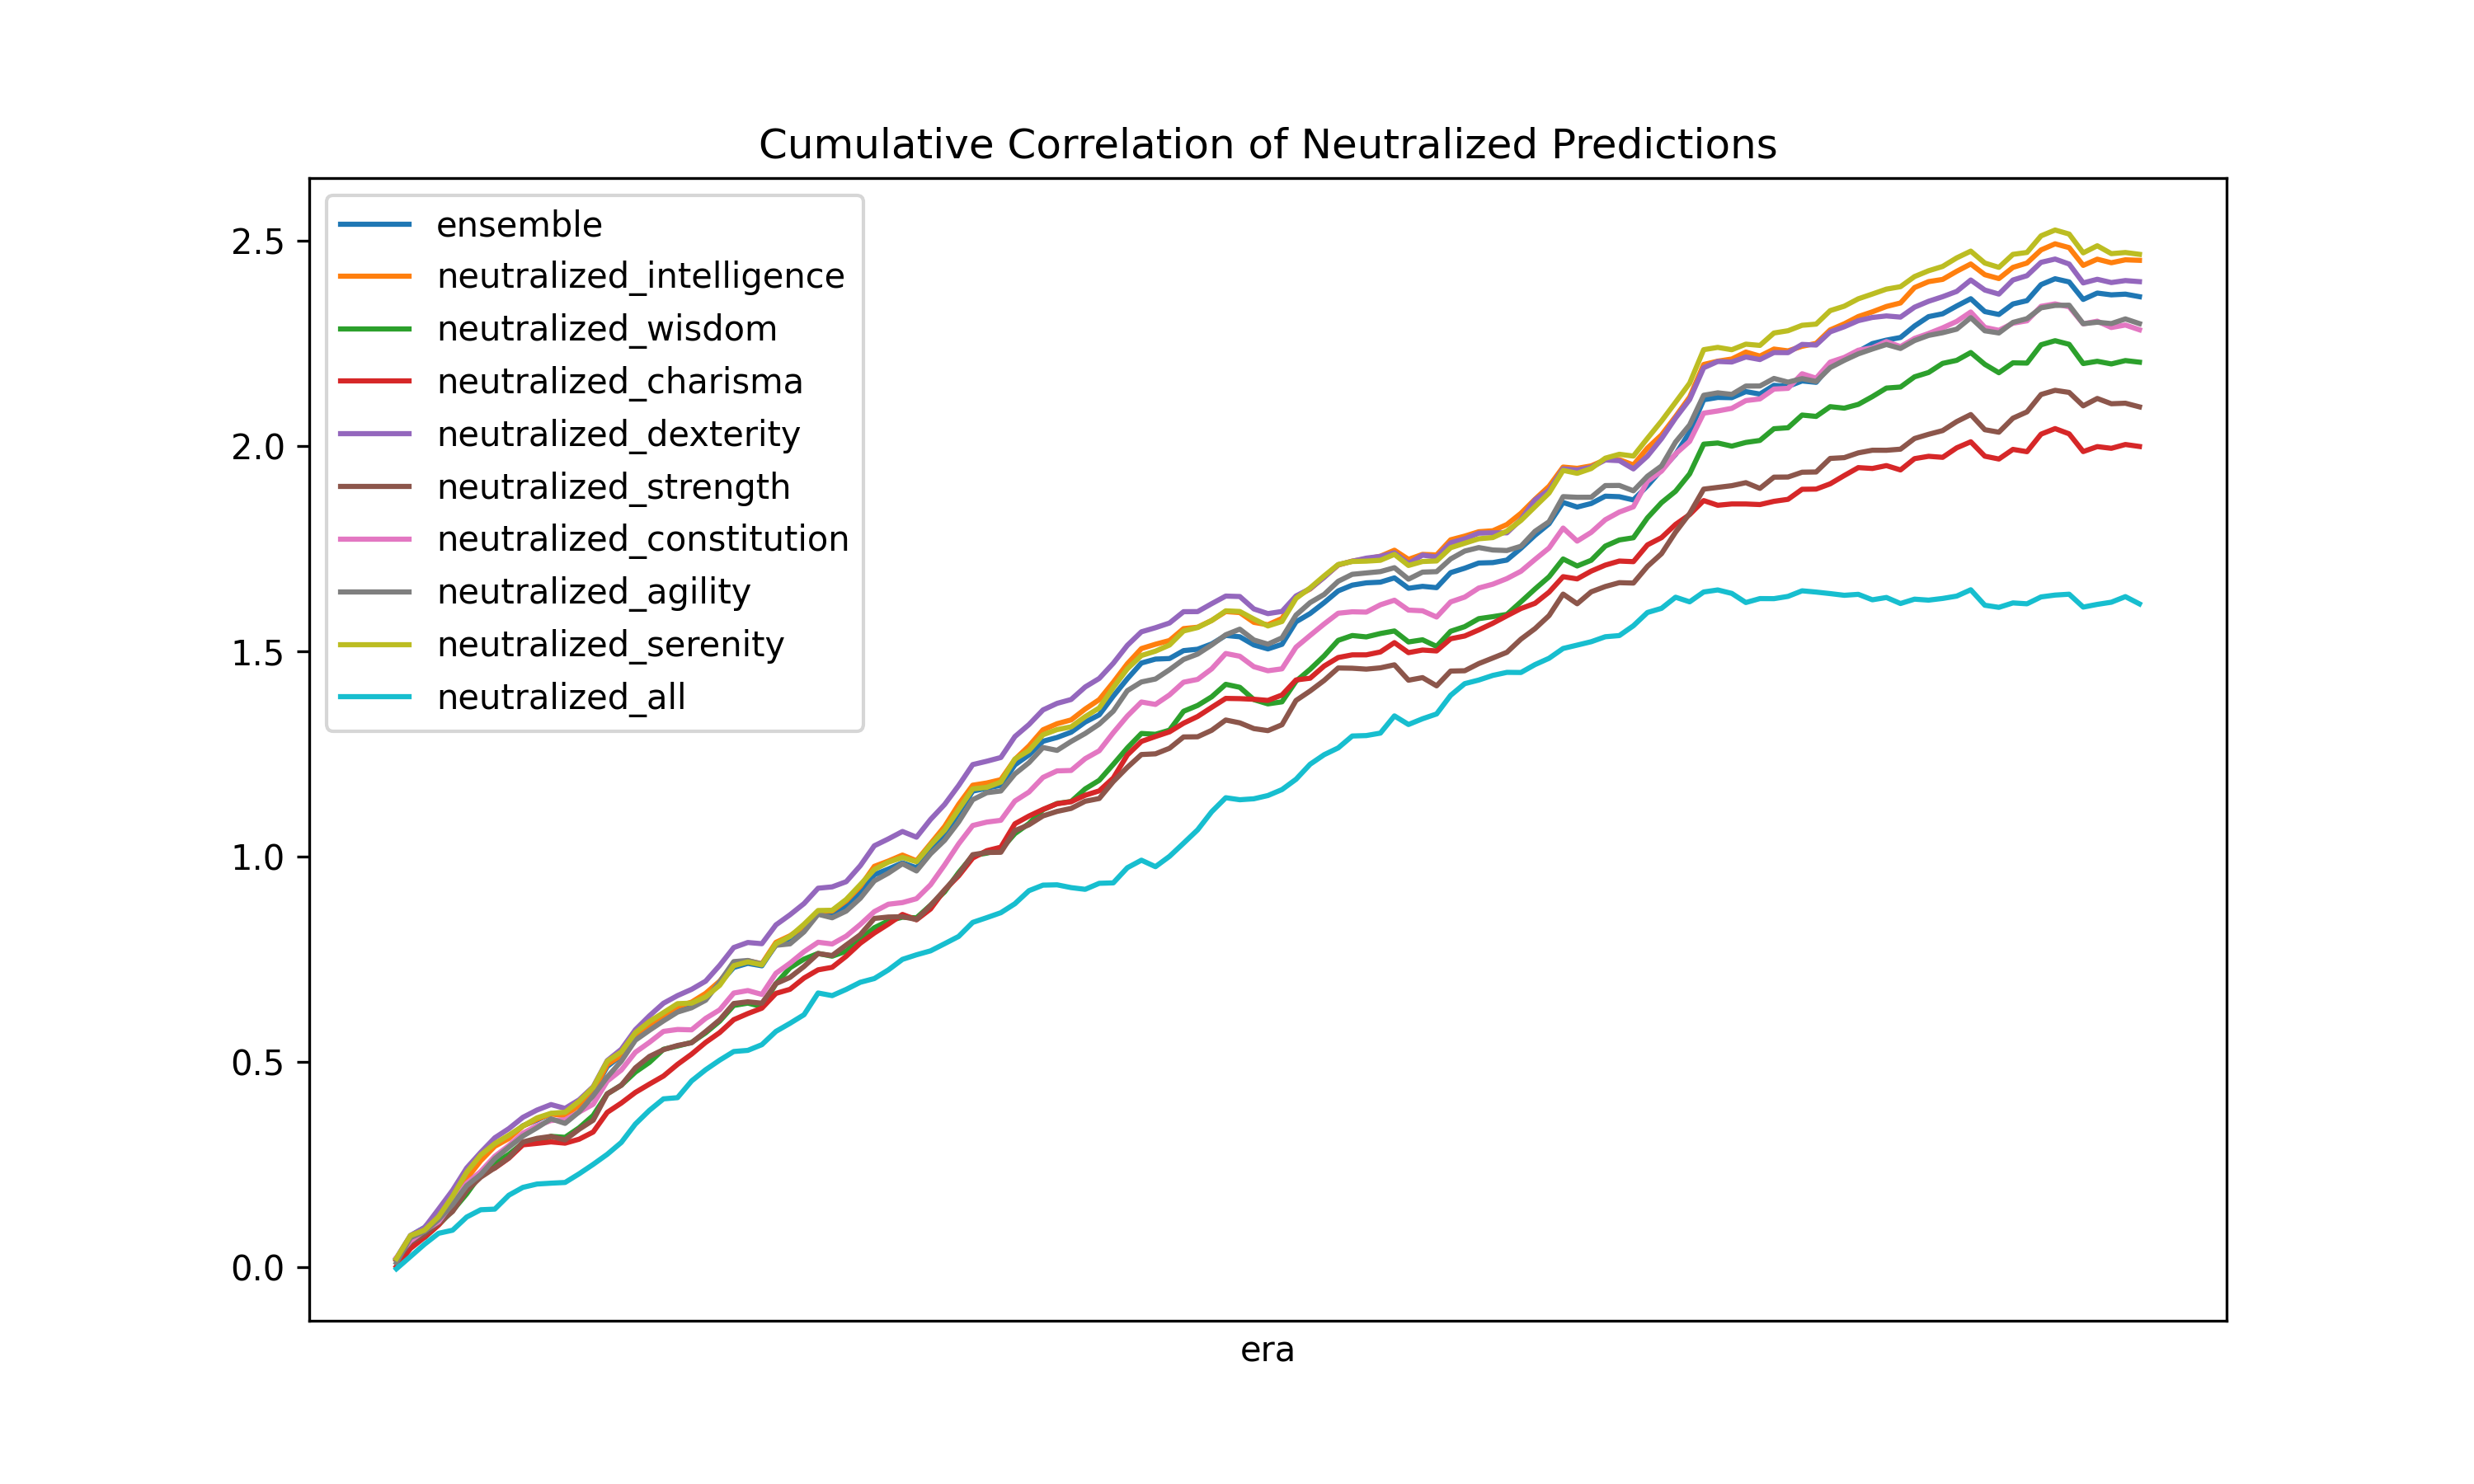 Cumulative Correlation of Neutralized Predictions
ensemble
neutralized_intelligence
neutralized_wisdom
neutralized_charisma
neutralized_dexterity
neutralized_strength
neutralized_constitution
neutralized_agility
neutralized_serenity
neutralized_all
2.5
2.0
1.5
1.0
0.5
0.0
era